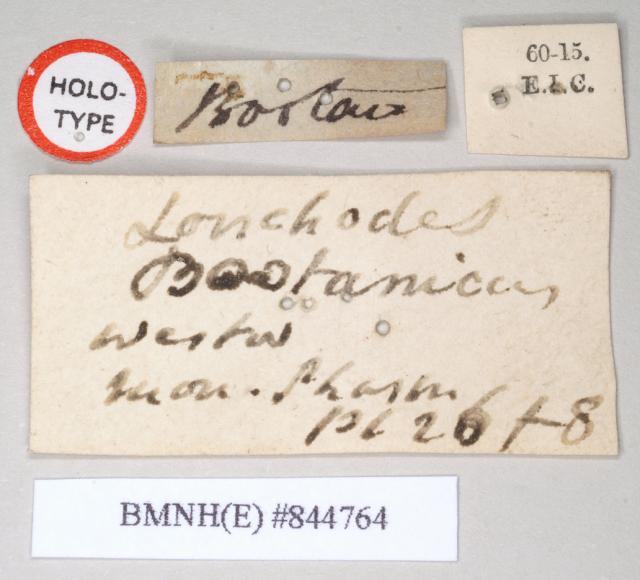 HOLO-
TYPE
Bootan
60-15.
E.I.C.
Lonchodes
Bootanicus
westw
mon. Phasm
Pl 26 f 8
BMNH(E) #844764